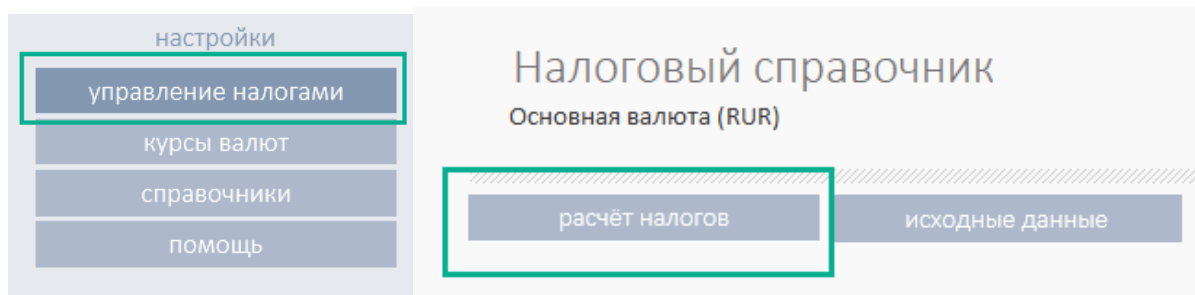 настройки
управление налогами
курсы валют
справочники
помощь
Налоговый справочник
Основная валюта (RUR)
расчёт налогов
исходные данные